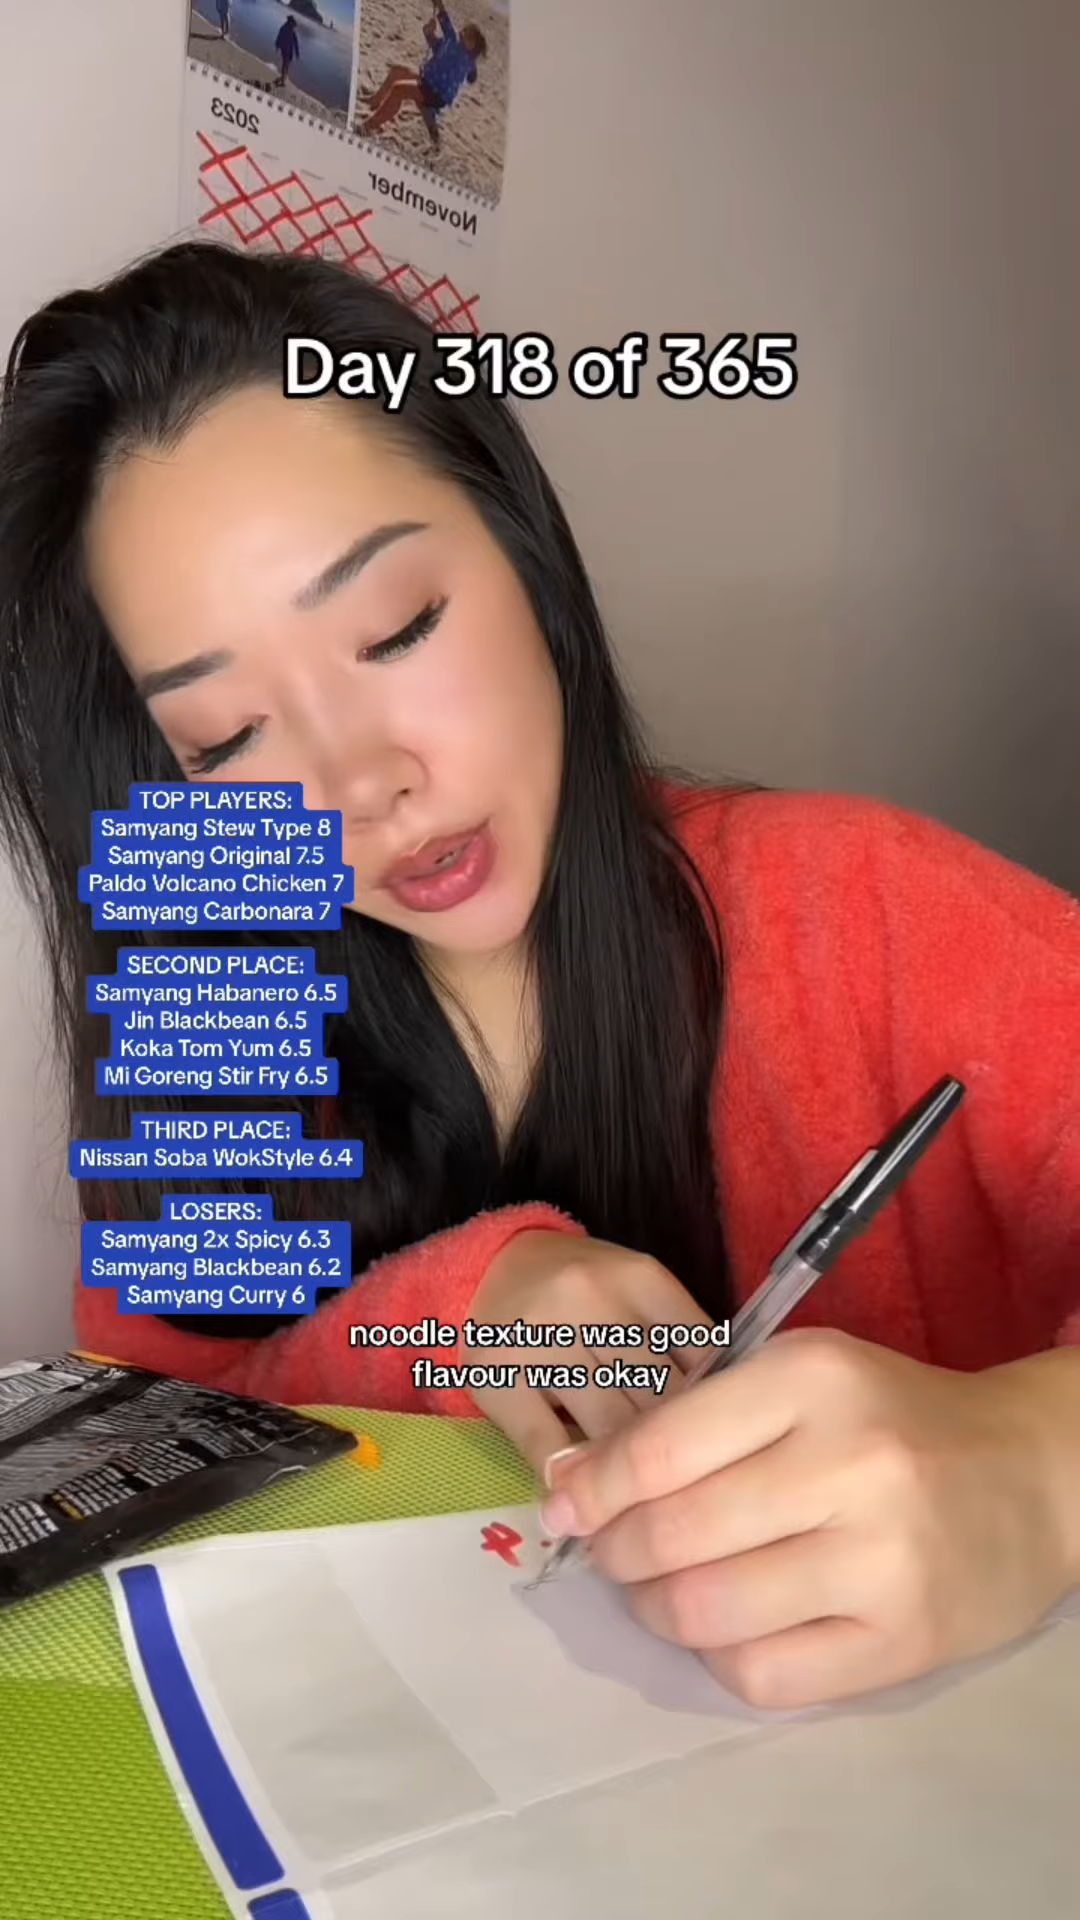 2023
November
Day 318 of 365
TOP PLAYERS:
Samyang Stew Type 8
Samyang Original 7.5
Paldo Volcano Chicken 7
Samyang Carbonara 7
SECOND PLACE:
Samyang Habanero 6.5
Jin Blackbean 6.5
Koka Tom Yum 6.5
Mi Goreng Stir Fry 6.5
THIRD PLACE:
Nissan Soba WokStyle 6.4
LOSERS:
Samyang 2x Spicy 6.3
Samyang Blackbean 6.2
Samyang Curry 6
noodle texture was good
flavour was okay